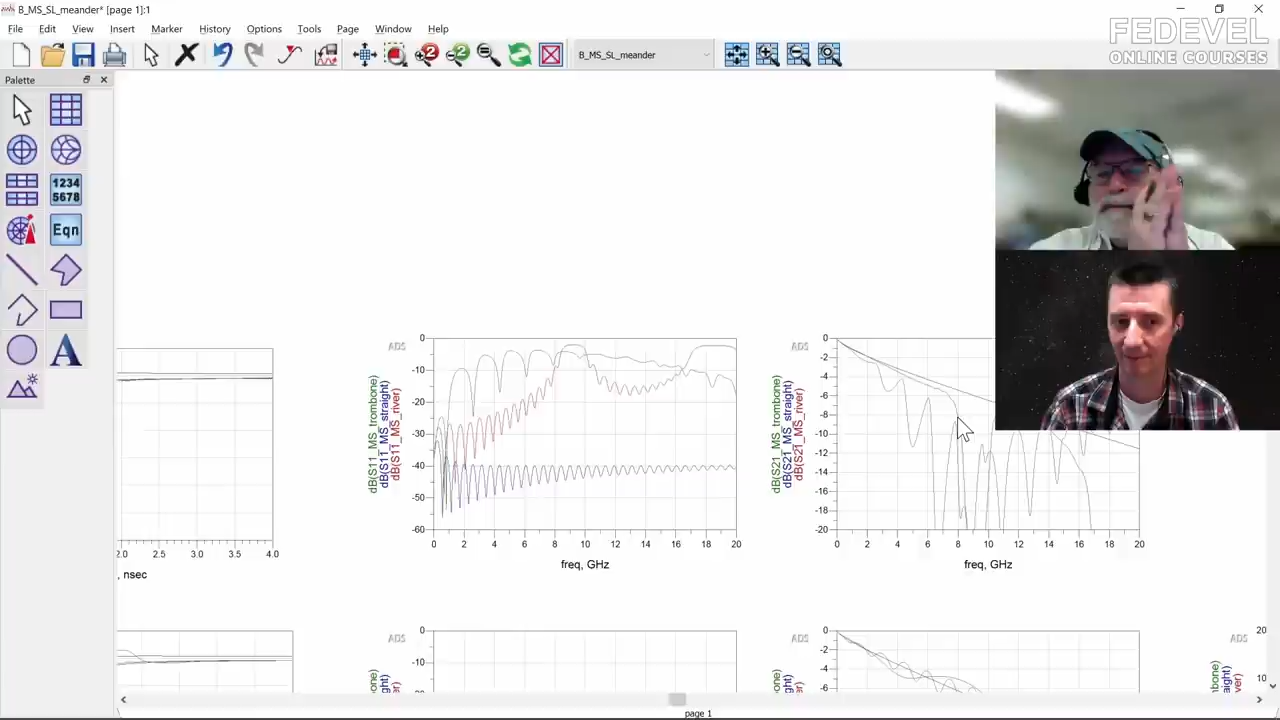 B_MS_SL_meander* [page 1]:1
File Edit View Insert Marker History Options Tools Page Window Help
FEDEVEL
ONLINE COURSES
B_MS_SL_meander
Palette
1234
5678
Eqn
A
2.0 2.5 3.0 3.5 4.0
, nsec
ADS
dB(S11_MS_trombone)
dB(S11_MS_straight)
dB(S11_MS_river)
0
-10
-20
-30
-40
-50
-60
0 2 4 6 8 10 12 14 16 18 20
freq, GHz
ADS
dB(S21_MS_trombone)
dB(S21_MS_straight)
dB(S21_MS_river)
0
-2
-4
-6
-8
-10
-12
-14
-16
-18
-20
0 2 4 6 8 10 12 14 16 18 20
freq, GHz
ADS
0
-10
ADS
0
-2
-4
-6
ADS
20
10
page 1